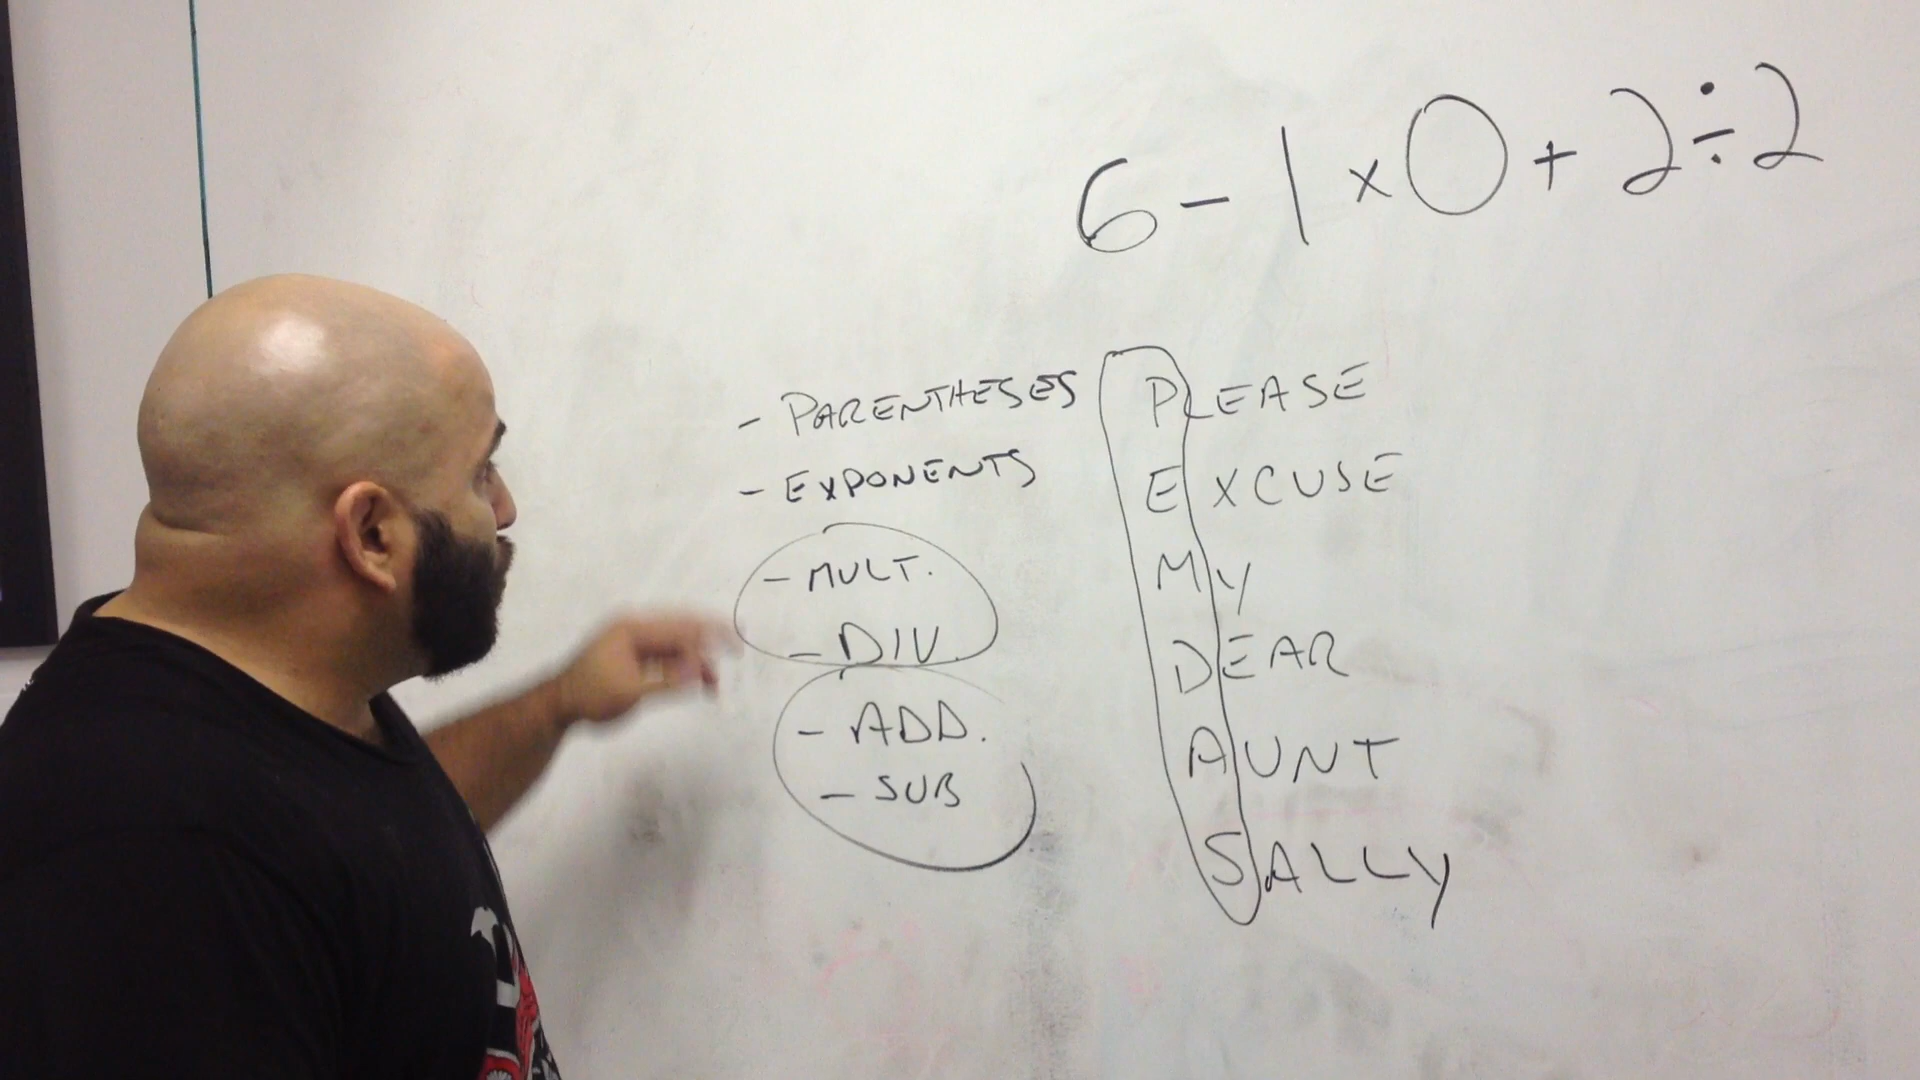 6 - 1 × 0 + 2 ÷ 2
- PARENTHESES
- EXPONENTS
- MULT.
- DIV.
- ADD.
- SUB
PLEASE
EXCUSE
MY
DEAR
AUNT
SALLY